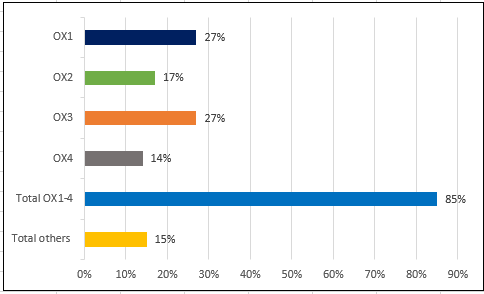 OX1 27%
OX2 17%
OX3 27%
OX4 14%
Total OX1-4 85%
Total others 15%
0% 10% 20% 30% 40% 50% 60% 70% 80% 90%